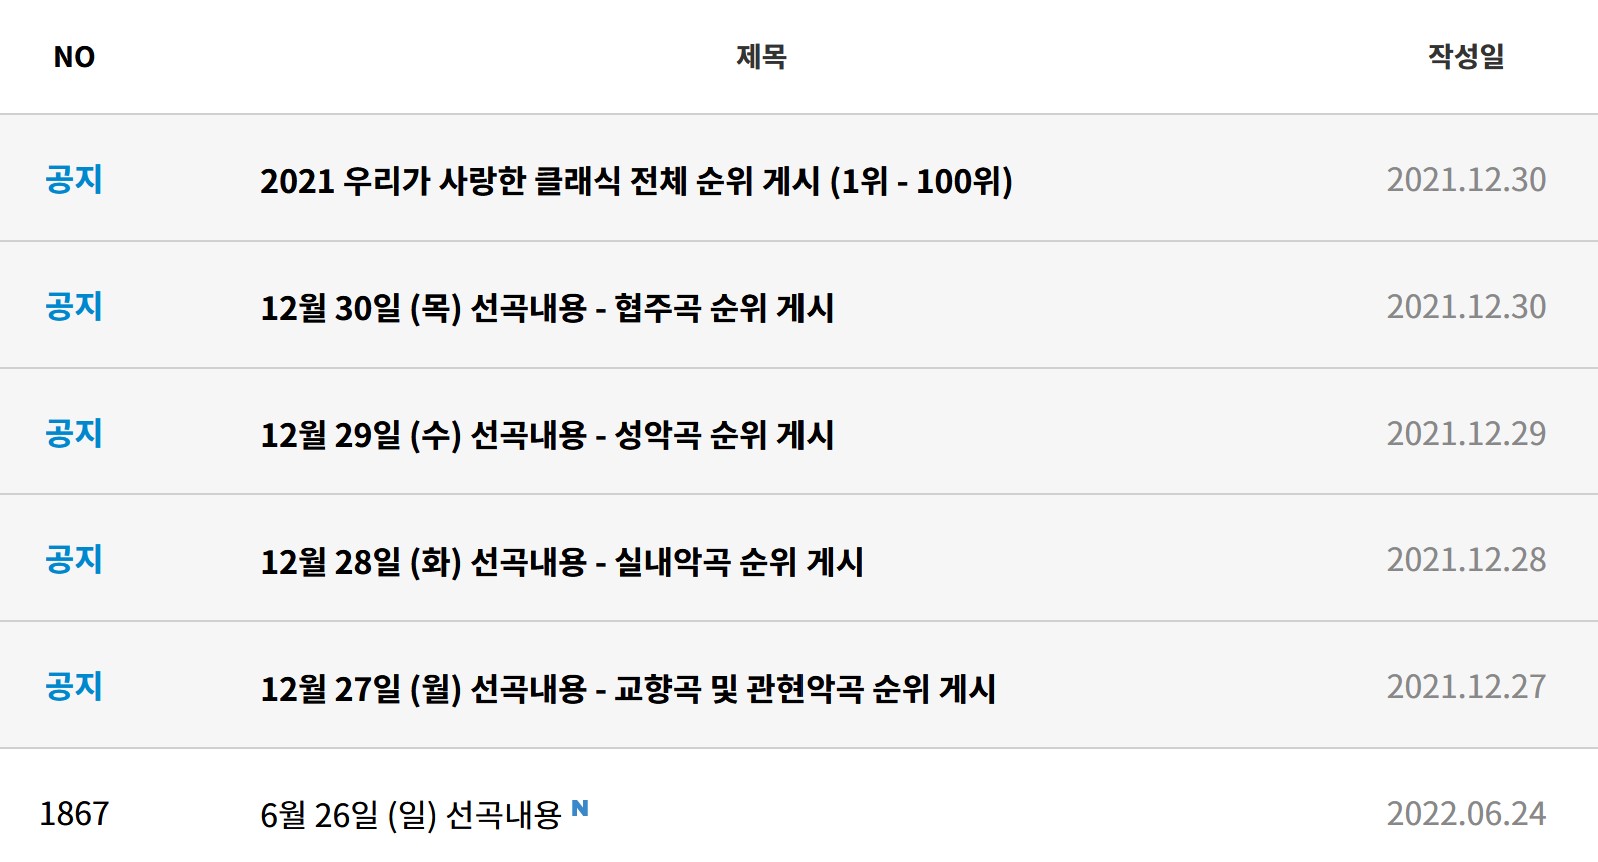 NO 제목 작성일
공지 2021 우리가 사랑한 클래식 전체 순위 게시 (1위 - 100위) 2021.12.30
공지 12월 30일 (목) 선곡내용 - 협주곡 순위 게시 2021.12.30
공지 12월 29일 (수) 선곡내용 - 성악곡 순위 게시 2021.12.29
공지 12월 28일 (화) 선곡내용 - 실내악곡 순위 게시 2021.12.28
공지 12월 27일 (월) 선곡내용 - 교향곡 및 관현악곡 순위 게시 2021.12.27
1867 6월 26일 (일) 선곡내용 N 2022.06.24